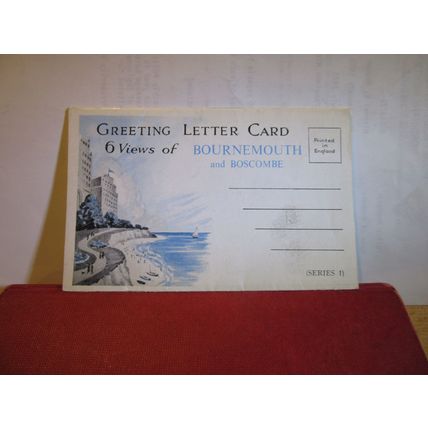 GREETING LETTER CARD
6 Views of BOURNEMOUTH
and BOSCOMBE
Printed
in
England
(SERIES 1)